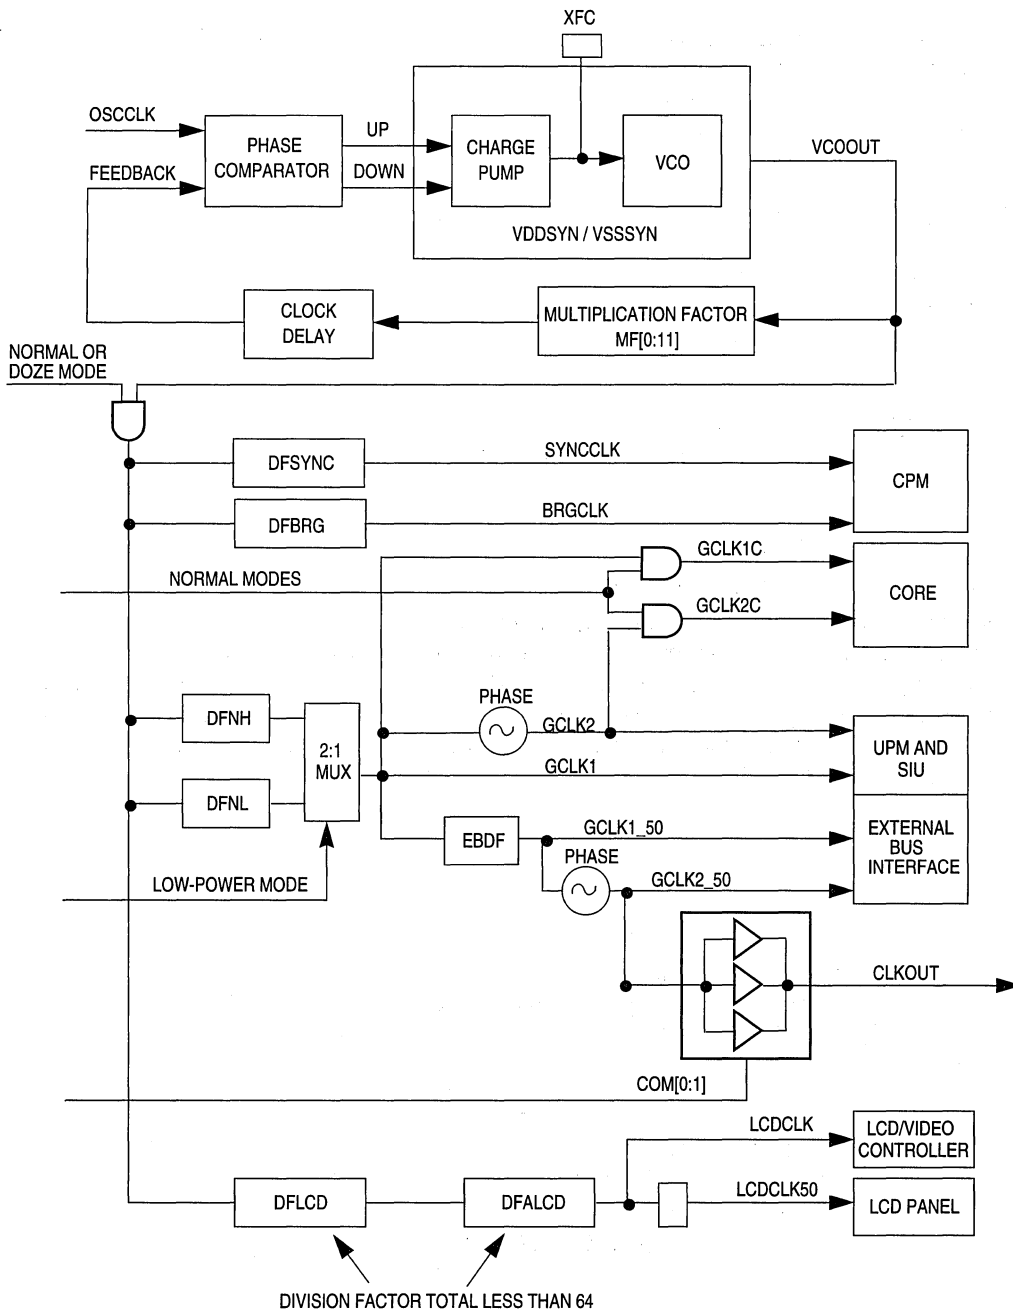 XFC
OSCCLK
PHASE
COMPARATOR
UP
CHARGE
PUMP
VCO
VCOOUT
FEEDBACK
DOWN
VDDSYN / VSSSYN
CLOCK
DELAY
MULTIPLICATION FACTOR
MF[0:11]
NORMAL OR
DOZE MODE
DFSYNC
SYNCCLK
CPM
DFBRG
BRGCLK
GCLK1C
NORMAL MODES
CORE
GCLK2C
PHASE
DFNH
GCLK2
2:1
MUX
UPM AND
SIU
GCLK1
DFNL
EBDF
GCLK1_50
EXTERNAL
BUS
INTERFACE
PHASE
LOW-POWER MODE
GCLK2_50
CLKOUT
COM[0:1]
LCDCLK
LCD/VIDEO
CONTROLLER
DFLCD
DFALCD
LCDCLK50
LCD PANEL
DIVISION FACTOR TOTAL LESS THAN 64